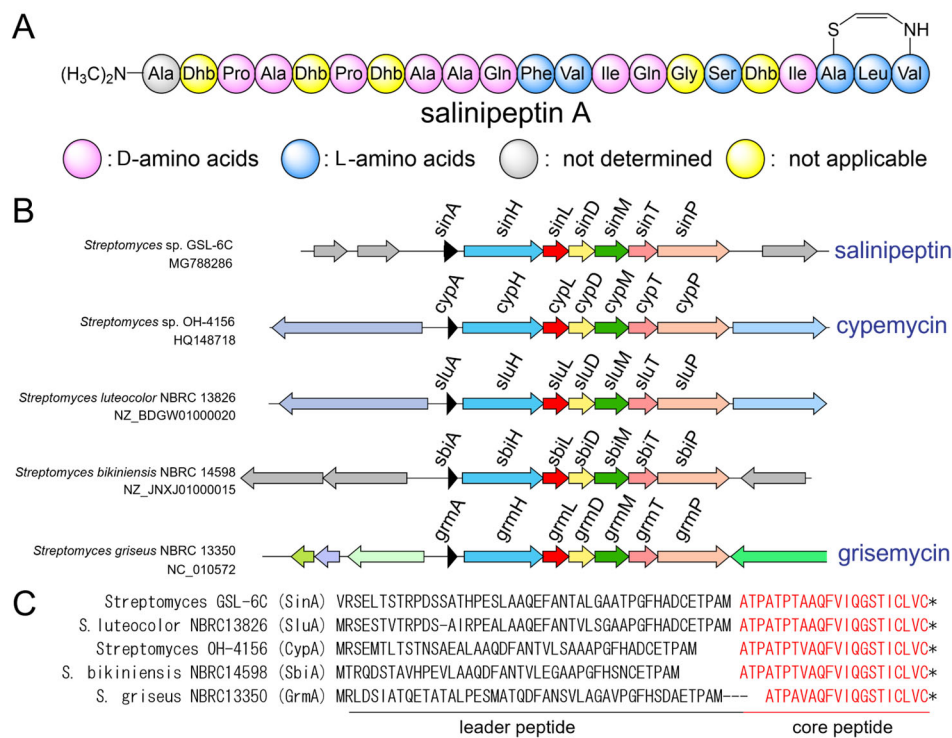 A
S NH
(H3C)2N Ala Dhb Pro Ala Dhb Pro Dhb Ala Ala Gln Phe Val Ile Gln Gly Ser Dhb Ile Ala Leu Val
salinipeptin A
: D-amino acids : L-amino acids : not determined : not applicable
B
sinA sinH sinL sinD sinM sinT sinP
Streptomyces sp. GSL-6C
MG788286
salinipeptin
cypA cypH cypL cypD cypM cypT cypP
Streptomyces sp. OH-4156
HQ148718
cypemycin
sluA sluH sluL sluD sluM sluT sluP
Streptomyces luteocolor NBRC 13826
NZ_BDGW01000020
sbiA sbiH sbiL sbiD sbiM sbiT sbiP
Streptomyces bikiniensis NBRC 14598
NZ_JNXJ01000015
grmA grmH grmL grmD grmM grmT grmP
Streptomyces griseus NBRC 13350
NC_010572
grisemycin
C
Streptomyces GSL-6C (SinA) VRSELTSTRPDSSATHPESLAAQEFANTALGAATPGFHADCETPAM ATPATPTAAQFVIQGSTICLVC*
S. luteocolor NBRC13826 (SluA) MRSESTVTRPDS-AIRPEALAAQEFANTVLSGAAPGFHADCETPAM ATPATPTAAQFVIQGSTICLVC*
Streptomyces OH-4156 (CypA) MRSEMTLTSTNSAEALAAQDFANTVLSAAAPGFHADCETPAM ATPATPTVAQFVIQGSTICLVC*
S. bikiniensis NBRC14598 (SbiA) MTRQDSTAVHPEVLAAQDFANTVLEGAAPGFHSNCETPAM ATPATPTVAQFVIQGSTICLVC*
S. griseus NBRC13350 (GrmA) MRLDSIATQETATALPESMATQDFANSVLAGAVPGFHSDAETPAM--- ATPAVAQFVIQGSTICLVC*
leader peptide core peptide